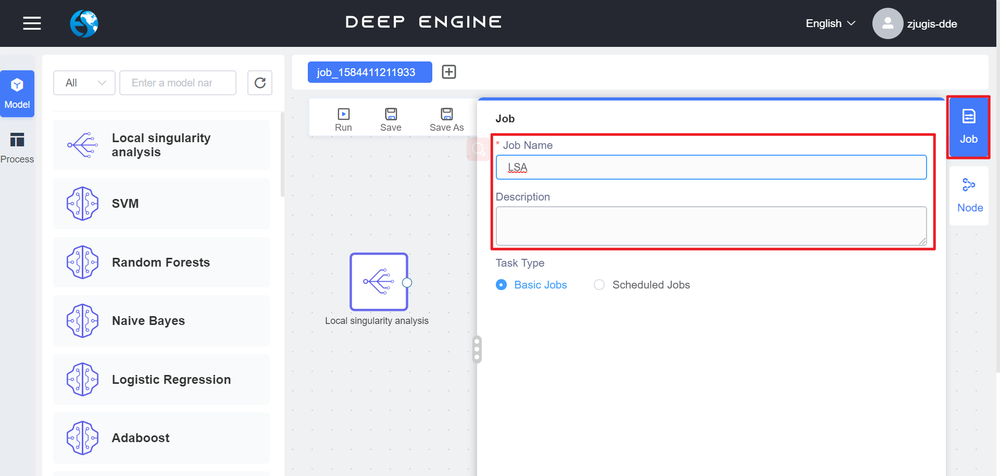 DEEP ENGINE
English
zjugis-dde
Model
Process
All
Enter a model nar
Local singularity
analysis
SVM
Random Forests
Naive Bayes
Logistic Regression
Adaboost
job_1584411211933
Run
Save
Save As
Local singularity analysis
Job
* Job Name
LSA
Description
Task Type
Basic Jobs
Scheduled Jobs
Job
Node